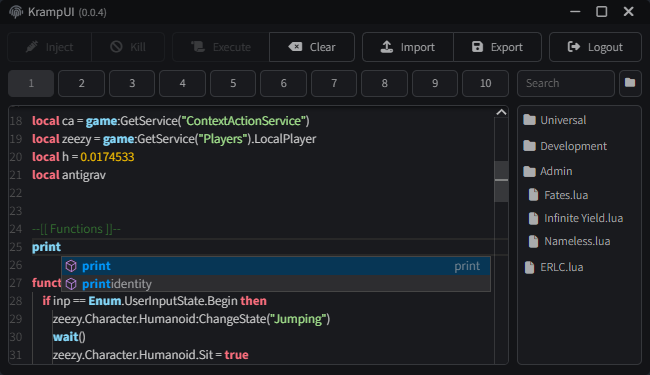 KrampUI (0.0.4)
Inject Kill Execute Clear Import Export Logout
1 2 3 4 5 6 7 8 9 10 Search
18 local ca = game:GetService("ContextActionService")
19 local zeezy = game:GetService("Players").LocalPlayer
20 local h = 0.0174533
21 local antigrav
22
23
24 --[[ Functions ]]--
25 print
26 print print
27 funct printidentity
28 if inp == Enum.UserInputState.Begin then
29 zeezy.Character.Humanoid:ChangeState("Jumping")
30 wait()
31 zeezy.Character.Humanoid.Sit = true
Universal
Development
Admin
Fates.lua
Infinite Yield.lua
Nameless.lua
ERLC.lua